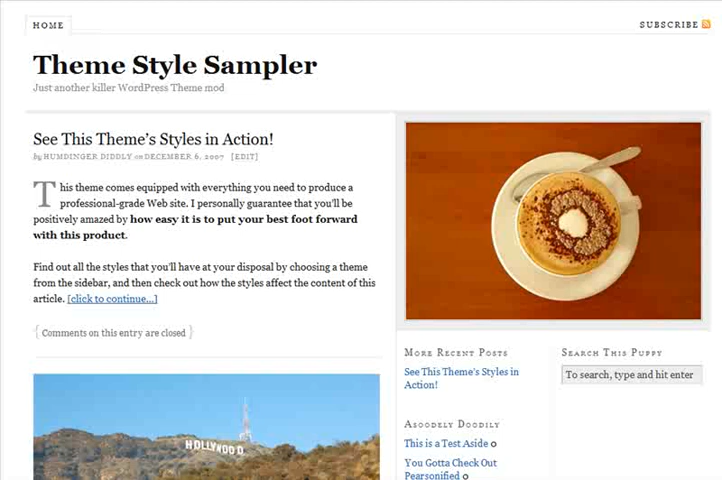 HOME
SUBSCRIBE
Theme Style Sampler
Just another killer WordPress Theme mod
See This Theme's Styles in Action!
by HUMDINGER DIDDLY on DECEMBER 6, 2007 [EDIT]
This theme comes equipped with everything you need to produce a
professional-grade Web site. I personally guarantee that you'll be
positively amazed by how easy it is to put your best foot forward
with this product.
Find out all the styles that you'll have at your disposal by choosing a theme
from the sidebar, and then check out how the styles affect the content of this
article. [click to continue...]
{ Comments on this entry are closed }
HOLLYWOOD
More Recent Posts
See This Theme's Styles in
Action!
Asoodely Doodily
This is a Test Aside 0
You Gotta Check Out
Pearsonified 0
Search This Puppy
To search, type and hit enter